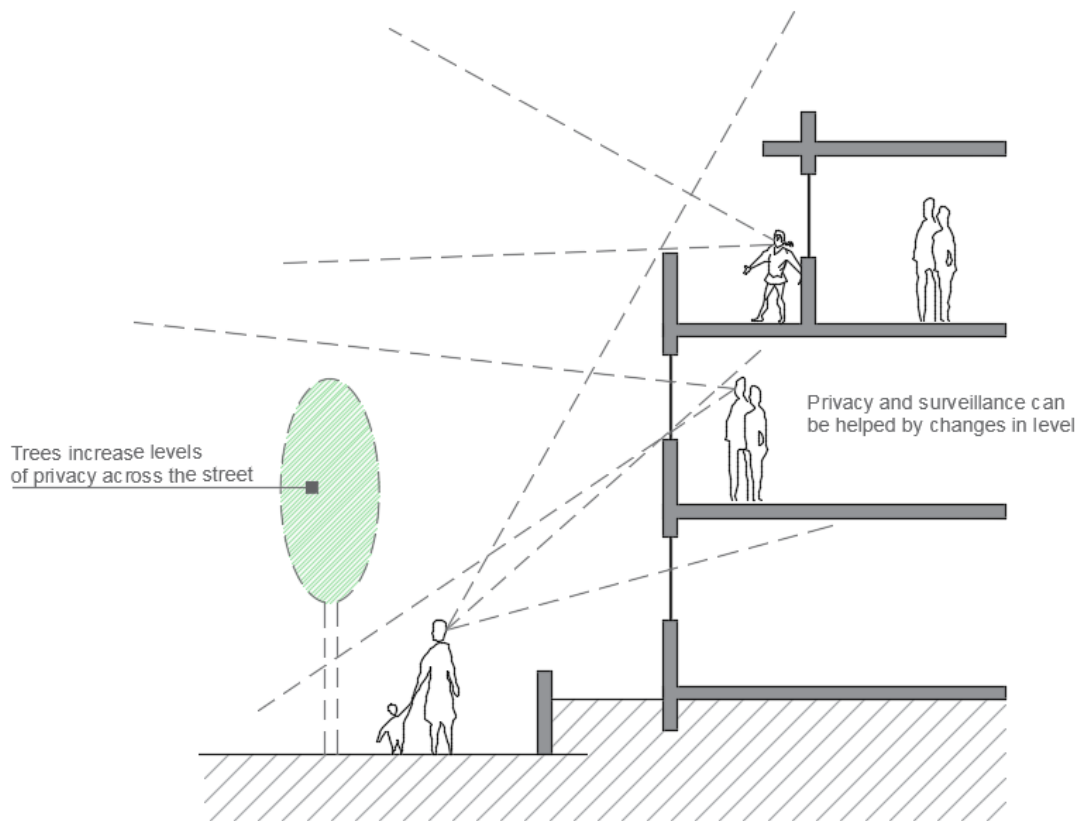 Privacy and surveillance can
be helped by changes in level
Trees increase levels
of privacy across the street